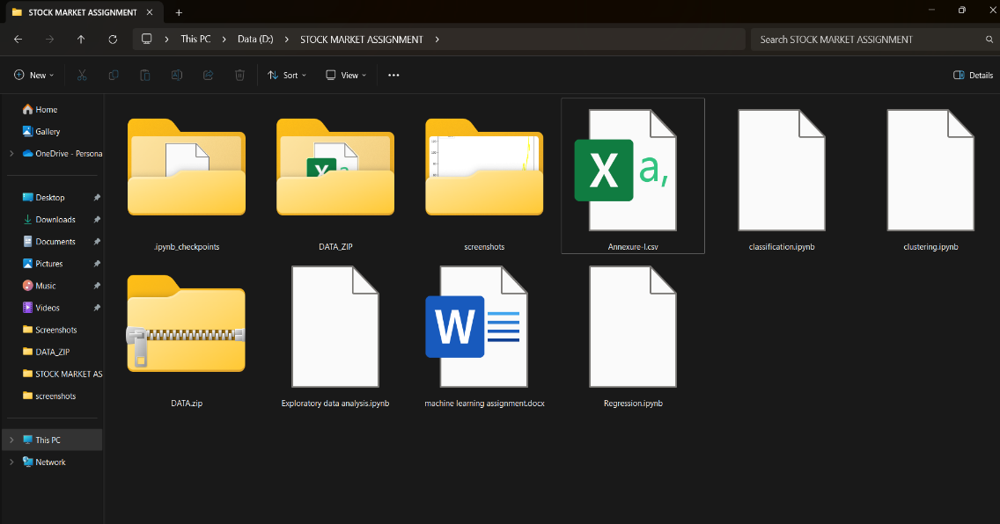 STOCK MARKET ASSIGNMENT
This PC > Data (D:) > STOCK MARKET ASSIGNMENT >
Search STOCK MARKET ASSIGNMENT
New
Sort
View
Details
Home
Gallery
OneDrive - Persona
Desktop
Downloads
Documents
Pictures
Music
Videos
Screenshots
DATA_ZIP
STOCK MARKET AS
screenshots
This PC
Network
.ipynb_checkpoints
DATA_ZIP
screenshots
Annexure-I.csv
classification.ipynb
clustering.ipynb
DATA.zip
Exploratory data analysis.ipynb
machine learning assignment.docx
Regression.ipynb